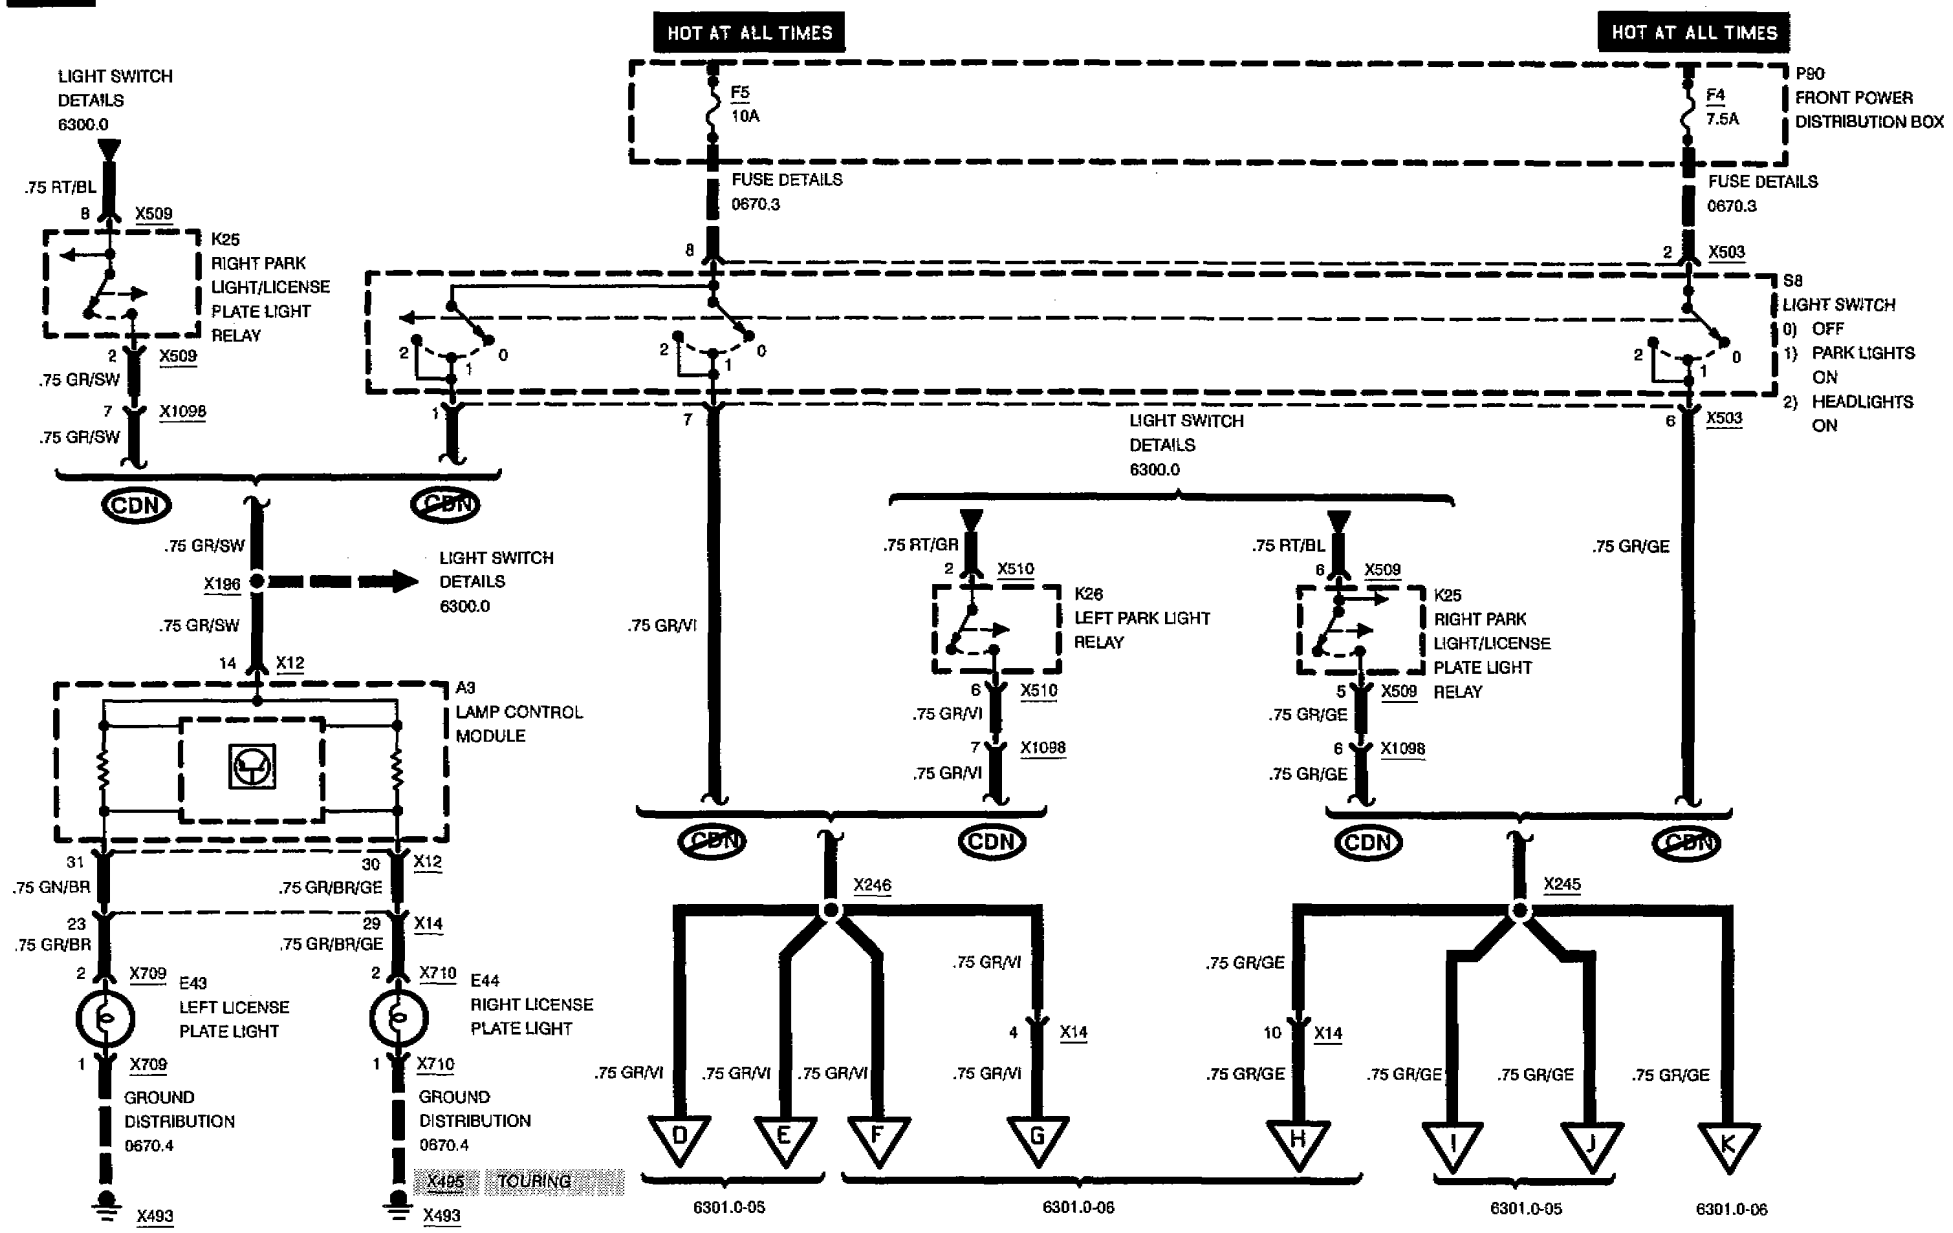 HOT AT ALL TIMES
HOT AT ALL TIMES
LIGHT SWITCH
DETAILS
6300.0
F5
10A
F4
7.5A
P90
FRONT POWER
DISTRIBUTION BOX
.75 RT/BL
FUSE DETAILS
0670.3
FUSE DETAILS
0670.3
8
X509
K25
RIGHT PARK
LIGHT/LICENSE
PLATE LIGHT
RELAY
8
2
X503
S8
LIGHT SWITCH
0) OFF
1) PARK LIGHTS
ON
2) HEADLIGHTS
ON
2
0
1
2
0
1
2
0
1
2
X509
.75 GR/SW
7
X1098
.75 GR/SW
1
7
6
X503
LIGHT SWITCH
DETAILS
6300.0
CDN
CDN
.75 GR/SW
X196
LIGHT SWITCH
DETAILS
6300.0
.75 GR/SW
14
X12
.75 GR/VI
.75 RT/GR
2
X510
K26
LEFT PARK LIGHT
RELAY
.75 RT/BL
6
X509
K25
RIGHT PARK
LIGHT/LICENSE
PLATE LIGHT
RELAY
.75 GR/GE
6
X510
.75 GR/VI
7
X1098
.75 GR/VI
5
X509
.75 GR/GE
6
X1098
.75 GR/GE
A3
LAMP CONTROL
MODULE
CDN
CDN
CDN
CDN
31
30
X12
.75 GN/BR
.75 GR/BR/GE
23
29
X14
.75 GR/BR
.75 GR/BR/GE
2
X709
E43
LEFT LICENSE
PLATE LIGHT
2
X710
E44
RIGHT LICENSE
PLATE LIGHT
1
X709
1
X710
GROUND
DISTRIBUTION
0670.4
GROUND
DISTRIBUTION
0670.4
X495 TOURING
X493
X493
X246
X245
.75 GR/VI
4
X14
.75 GR/GE
10
X14
.75 GR/VI
.75 GR/VI
.75 GR/VI
.75 GR/VI
.75 GR/GE
.75 GR/GE
.75 GR/GE
.75 GR/GE
D
E
F
G
H
I
J
K
6301.0-05
6301.0-06
6301.0-05
6301.0-06